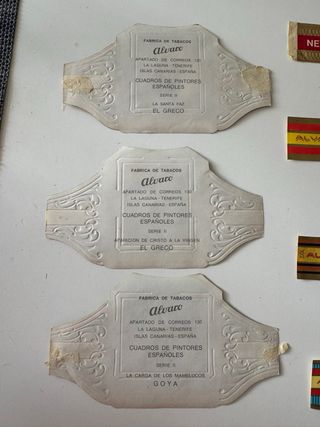 FABRICA DE TABACOS
Alvaro
APARTADO DE CORREOS 130
LA LAGUNA - TENERIFE
ISLAS CANARIAS - ESPAÑA
CUADROS DE PINTORES
ESPAÑOLES
SERIE II
LA SANTA FAZ
EL GRECO
FABRICA DE TABACOS
Alvaro
APARTADO DE CORREOS 130
LA LAGUNA - TENERIFE
ISLAS CANARIAS - ESPAÑA
CUADROS DE PINTORES
ESPAÑOLES
SERIE II
APARICION DE CRISTO A LA VIRGEN
EL GRECO
FABRICA DE TABACOS
Alvaro
APARTADO DE CORREOS 130
LA LAGUNA - TENERIFE
ISLAS CANARIAS - ESPAÑA
CUADROS DE PINTORES
ESPAÑOLES
SERIE II
LA CARGA DE LOS MAMELUCOS
GOYA
NE
ALV
AL